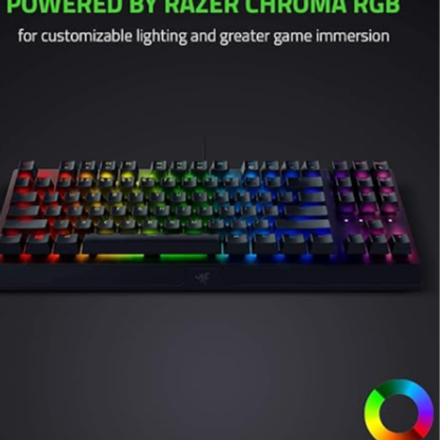 POWERED BY RAZER CHROMA RGB
for customizable lighting and greater game immersion